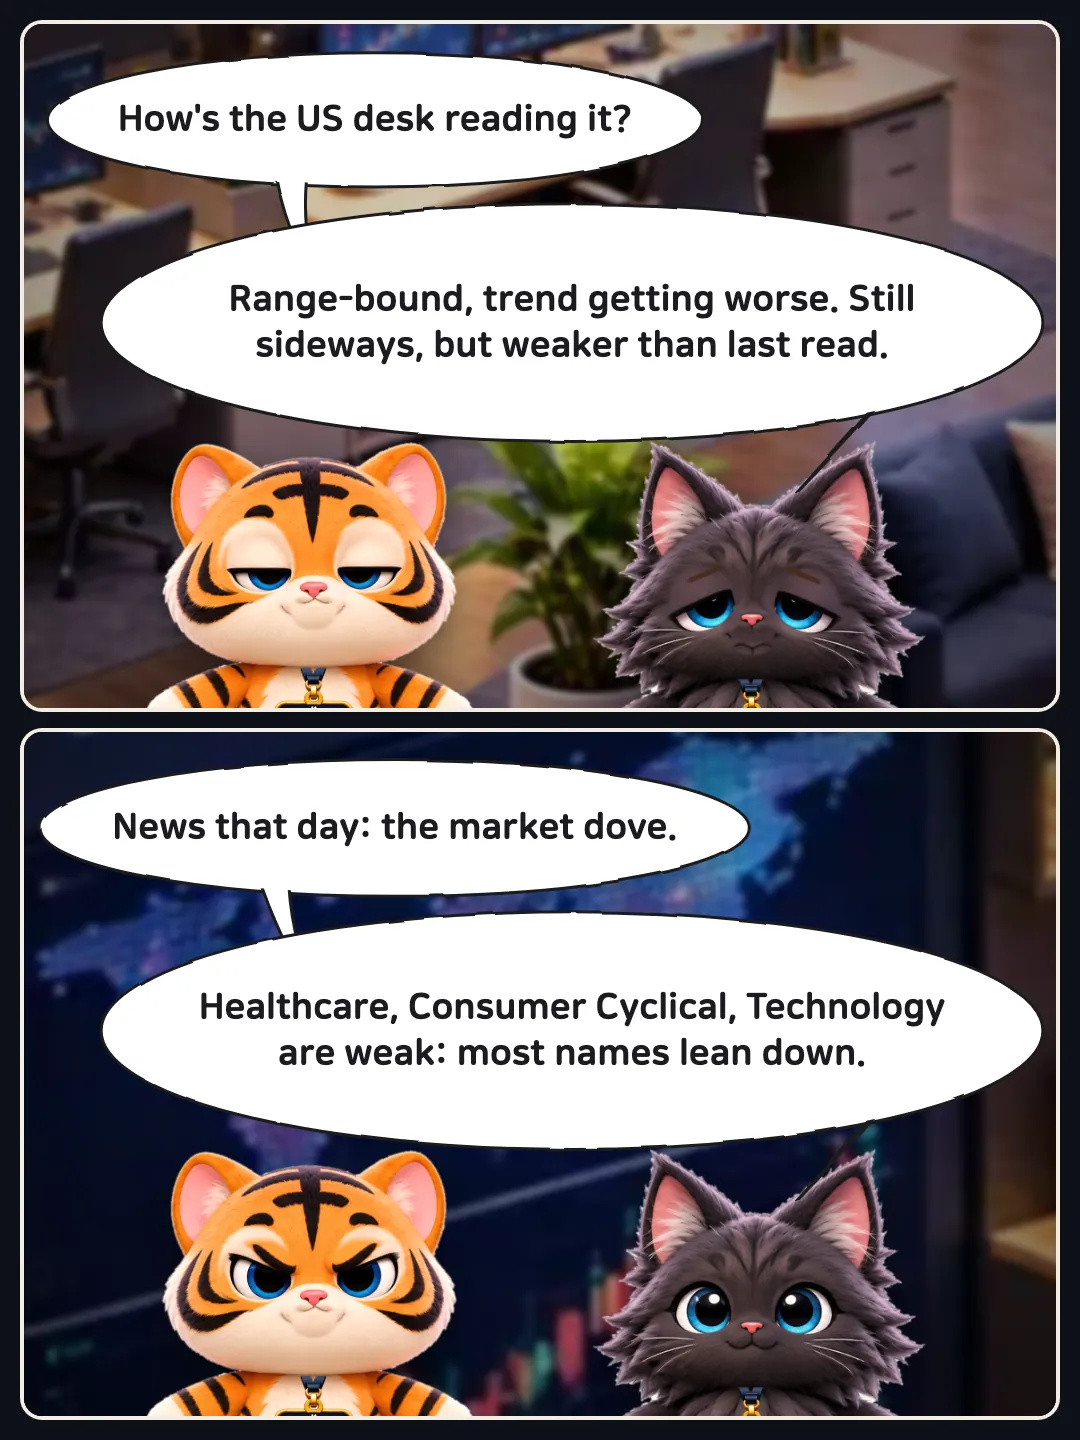 How's the US desk reading it?
Range-bound, trend getting worse. Still
sideways, but weaker than last read.
News that day: the market dove.
Healthcare, Consumer Cyclical, Technology
are weak: most names lean down.